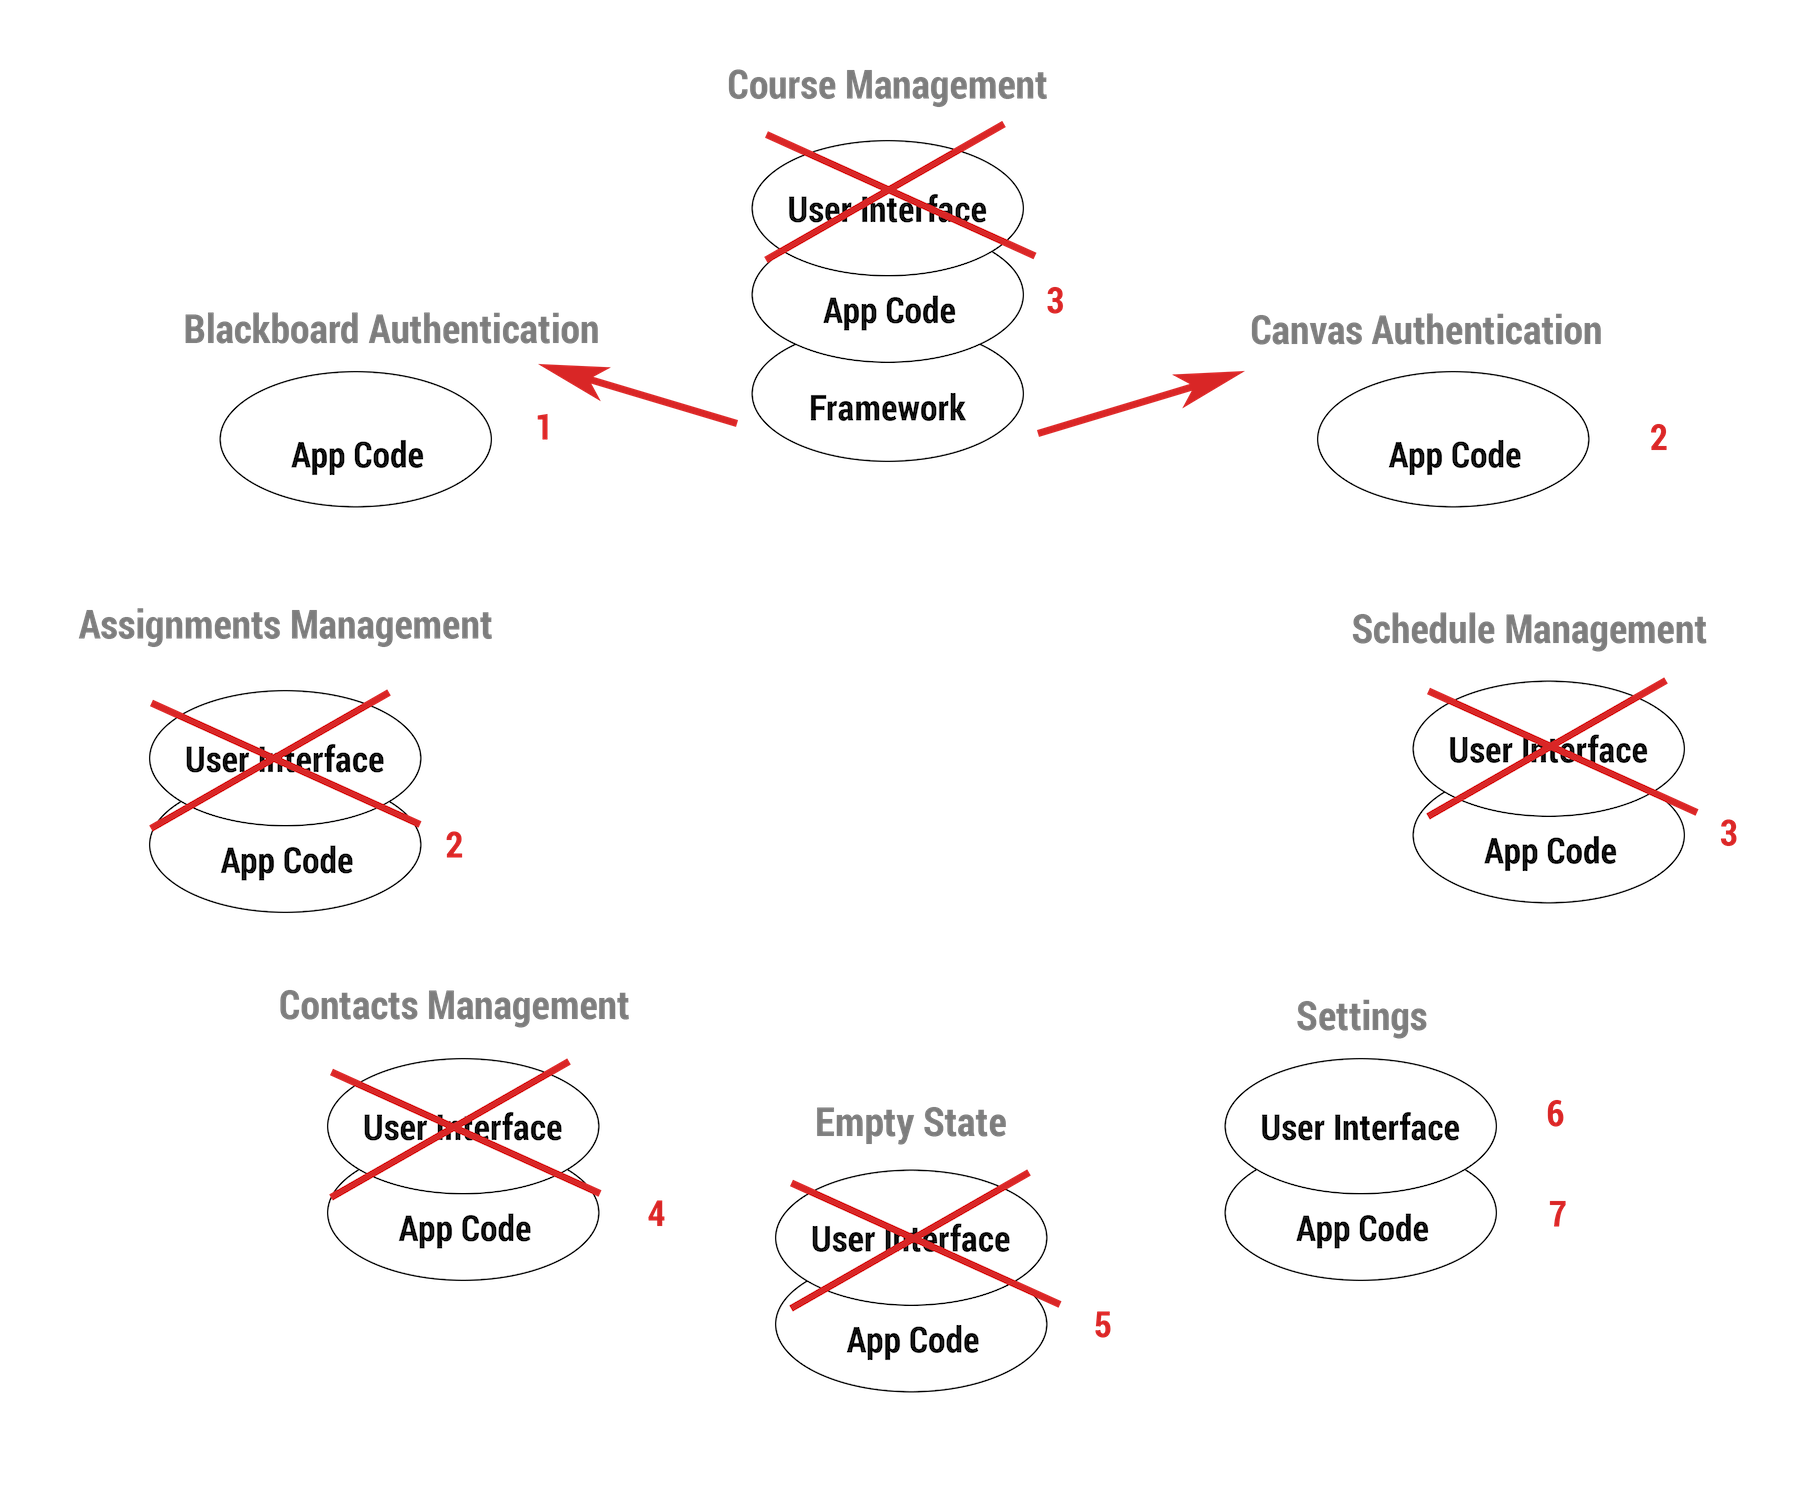 Course Management
User Interface
App Code
3
Framework
Blackboard Authentication
App Code
1
Canvas Authentication
App Code
2
Assignments Management
User Interface
App Code
2
Schedule Management
User Interface
App Code
3
Contacts Management
User Interface
App Code
4
Empty State
User Interface
App Code
5
Settings
User Interface
6
App Code
7